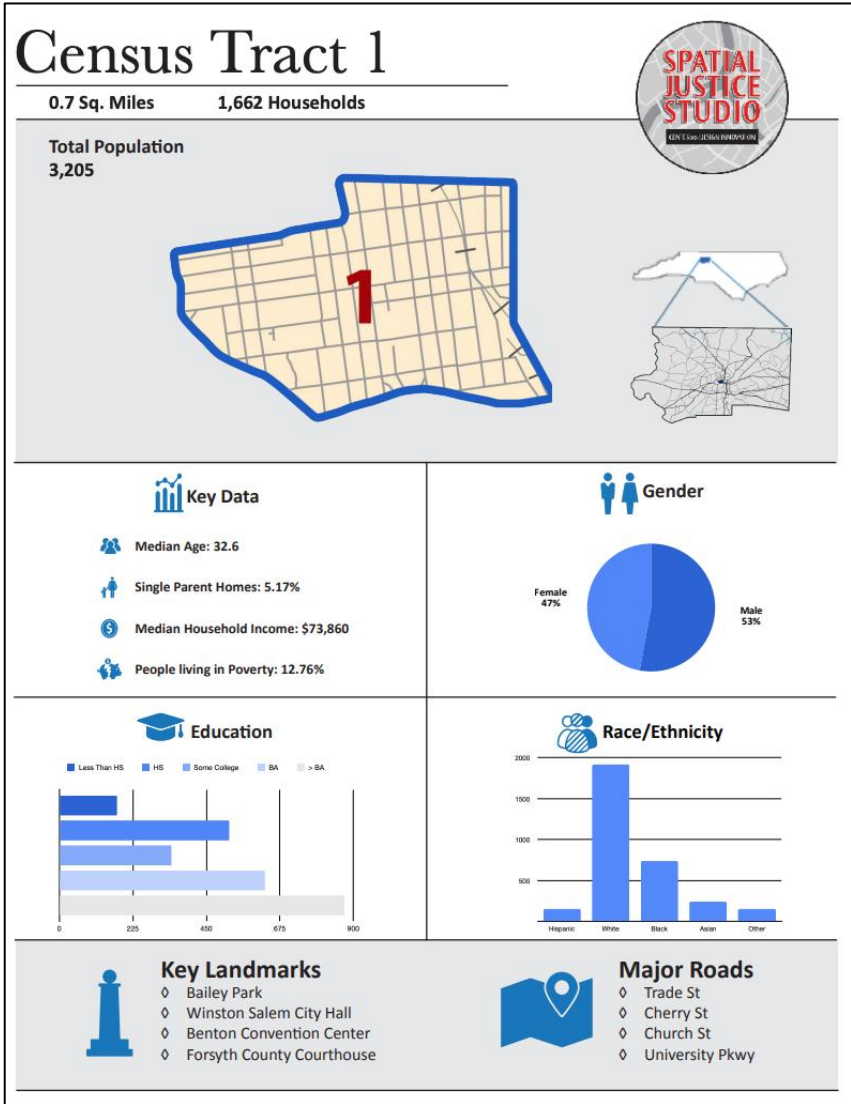 Census Tract 1
0.7 Sq. Miles 1,662 Households
SPATIAL
JUSTICE
STUDIO
CENTER FOR DESIGN INNOVATION
Total Population
3,205
1
Key Data
Median Age: 32.6
Single Parent Homes: 5.17%
Median Household Income: $73,860
People living in Poverty: 12.76%
Gender
Female
47%
Male
53%
Education
Less Than HS HS Some College BA > BA
0 225 450 675 900
Race/Ethnicity
2000
1500
1000
500
Hispanic White Black Asian Other
Key Landmarks
◊ Bailey Park
◊ Winston Salem City Hall
◊ Benton Convention Center
◊ Forsyth County Courthouse
Major Roads
◊ Trade St
◊ Cherry St
◊ Church St
◊ University Pkwy